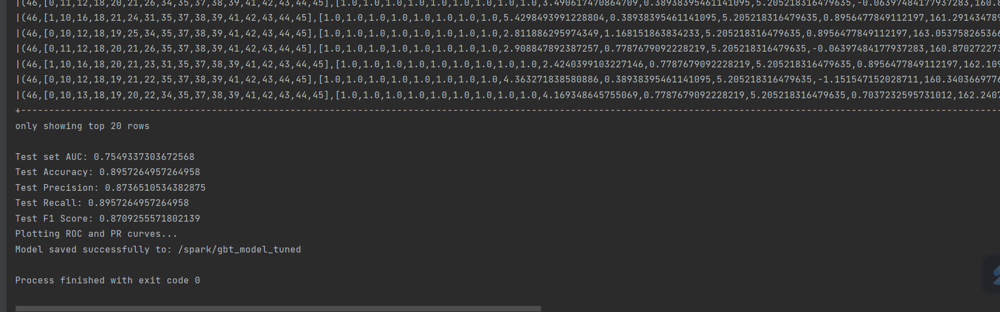 |(46,[0,11,12,18,20,21,26,34,35,37,38,39,41,42,43,44,45],[1.0,1.0,1.0,1.0,1.0,1.0,1.0,1.0,1.0,3.490617470864709,0.38938395461141095,5.205218316479635,-0.06397484177937283,160.8
|(46,[1,10,16,18,21,24,31,35,37,38,39,41,42,43,44,45],[1.0,1.0,1.0,1.0,1.0,1.0,1.0,1.0,5.4298493991228804,0.38938395461141095,5.205218316479635,0.8956477849112197,161.291434789
|(46,[0,10,12,18,19,25,34,35,37,38,39,41,42,43,44,45],[1.0,1.0,1.0,1.0,1.0,1.0,1.0,1.0,2.811886295974349,1.168151863834233,5.205218316479635,0.8956477849112197,163.053758265366
|(46,[0,11,12,18,20,21,26,35,37,38,39,41,42,43,44,45],[1.0,1.0,1.0,1.0,1.0,1.0,1.0,1.0,2.908847892387257,0.7787679092228219,5.205218316479635,-0.06397484177937283,160.870272273
|(46,[1,10,16,18,20,21,23,31,35,37,38,39,41,42,43,44,45],[1.0,1.0,1.0,1.0,1.0,1.0,1.0,1.0,1.0,2.4240399103227146,0.7787679092228219,5.205218316479635,0.8956477849112197,162.109
|(46,[0,10,12,18,19,21,22,35,37,38,39,41,42,43,44,45],[1.0,1.0,1.0,1.0,1.0,1.0,1.0,1.0,4.363271838580886,0.38938395461141095,5.205218316479635,-1.151547152028711,160.3403669776
|(46,[0,10,13,18,19,20,22,34,35,37,38,39,41,42,43,44,45],[1.0,1.0,1.0,1.0,1.0,1.0,1.0,1.0,1.0,4.169348645755069,0.7787679092228219,5.205218316479635,0.7037232595731012,162.2407
only showing top 20 rows
Test set AUC: 0.7549337303672568
Test Accuracy: 0.8957264957264958
Test Precision: 0.8736510534382875
Test Recall: 0.8957264957264958
Test F1 Score: 0.8709255571802139
Plotting ROC and PR curves...
Model saved successfully to: /spark/gbt_model_tuned
Process finished with exit code 0